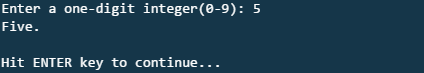 Enter a one-digit integer(0-9): 5
Five.
Hit ENTER key to continue...